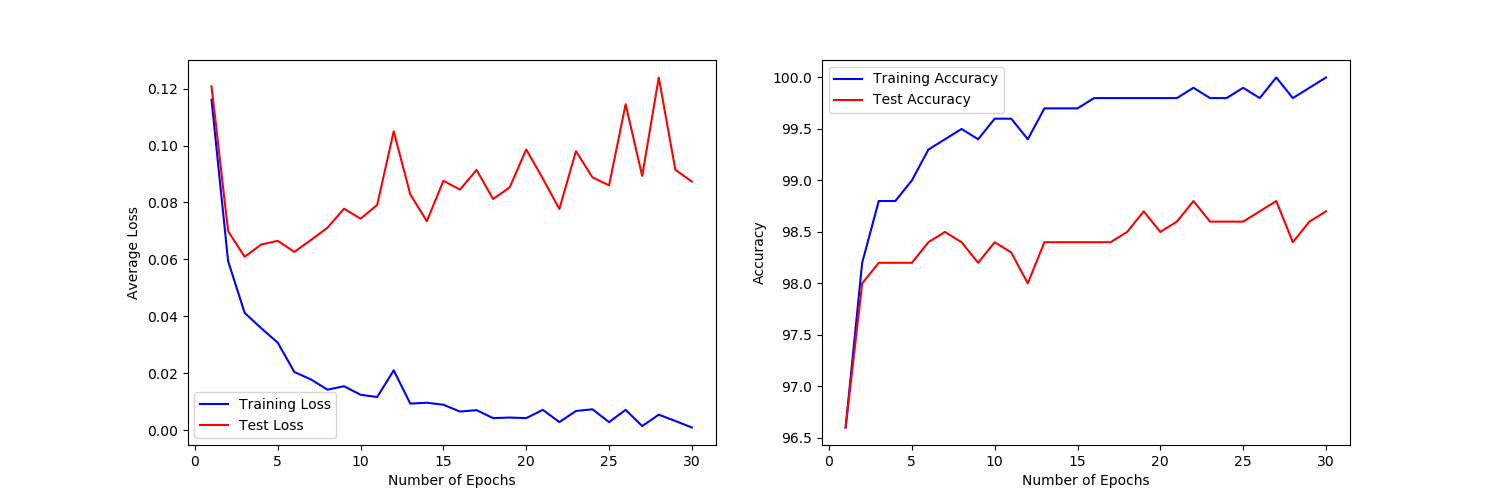 0.12
0.10
0.08
0.06
0.04
0.02
0.00
Average Loss
Training Loss
Test Loss
0 5 10 15 20 25 30
Number of Epochs
100.0
99.5
99.0
98.5
98.0
97.5
97.0
96.5
Accuracy
Training Accuracy
Test Accuracy
0 5 10 15 20 25 30
Number of Epochs